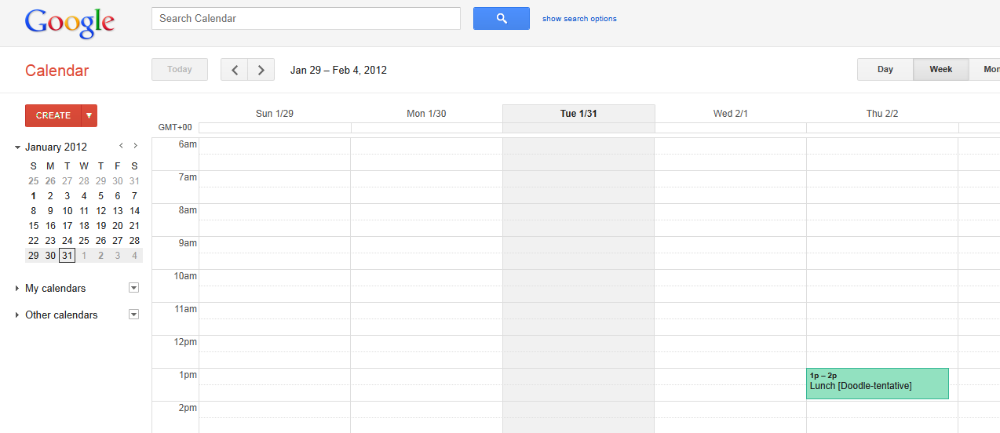 Google
Search Calendar
show search options
Calendar
Today
Jan 29 – Feb 4, 2012
Day
Week
Mon
CREATE
January 2012
S M T W T F S
25 26 27 28 29 30 31
1 2 3 4 5 6 7
8 9 10 11 12 13 14
15 16 17 18 19 20 21
22 23 24 25 26 27 28
29 30 31 1 2 3 4
My calendars
Other calendars
Sun 1/29
Mon 1/30
Tue 1/31
Wed 2/1
Thu 2/2
GMT+00
6am
7am
8am
9am
10am
11am
12pm
1pm
1p – 2p
Lunch [Doodle-tentative]
2pm